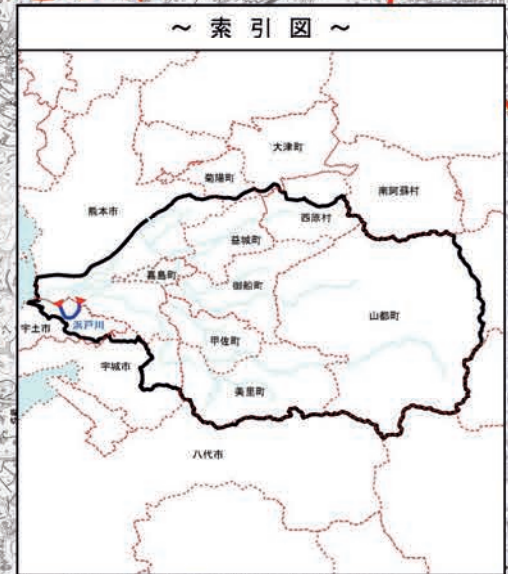 ～ 索 引 図 ～
大津町
菊陽町
南阿蘇村
熊本市
西原村
益城町
嘉島町
御船町
山都町
宇土市
浜戸川
甲佐町
宇城市
美里町
八代市